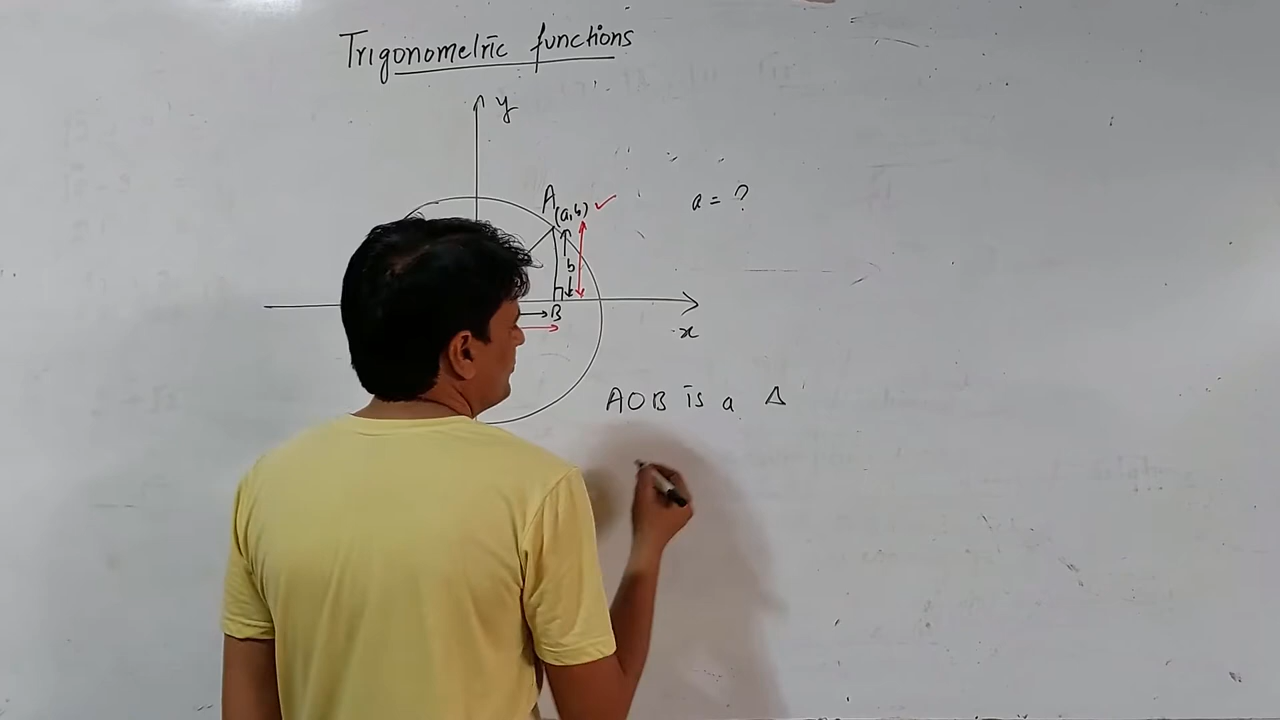 Trigonometric functions
y
A
(a,b) ✓
a = ?
b
B
x
AOB is a Δ